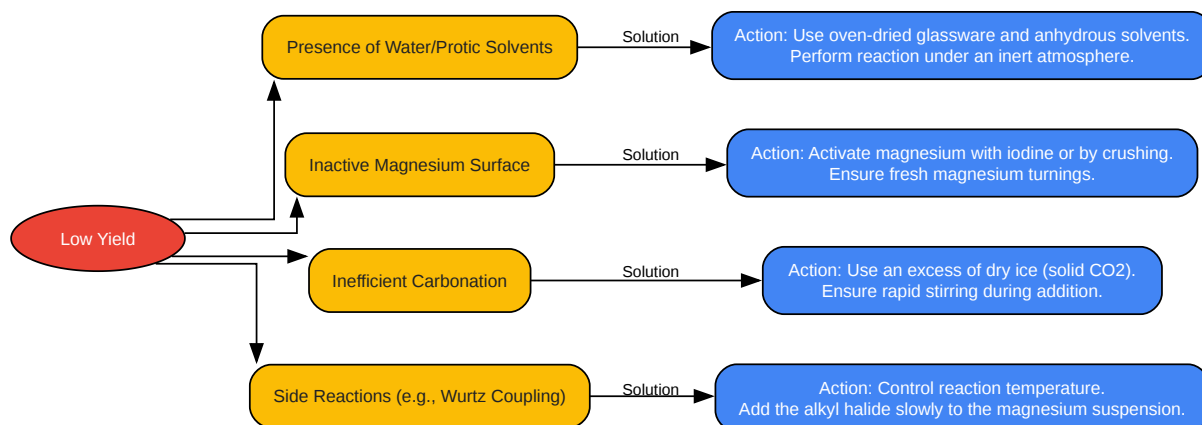 Presence of Water/Protic Solvents
Solution
Action: Use oven-dried glassware and anhydrous solvents.
Perform reaction under an inert atmosphere.
Inactive Magnesium Surface
Solution
Action: Activate magnesium with iodine or by crushing.
Ensure fresh magnesium turnings.
Low Yield
Inefficient Carbonation
Solution
Action: Use an excess of dry ice (solid CO2).
Ensure rapid stirring during addition.
Side Reactions (e.g., Wurtz Coupling)
Solution
Action: Control reaction temperature.
Add the alkyl halide slowly to the magnesium suspension.